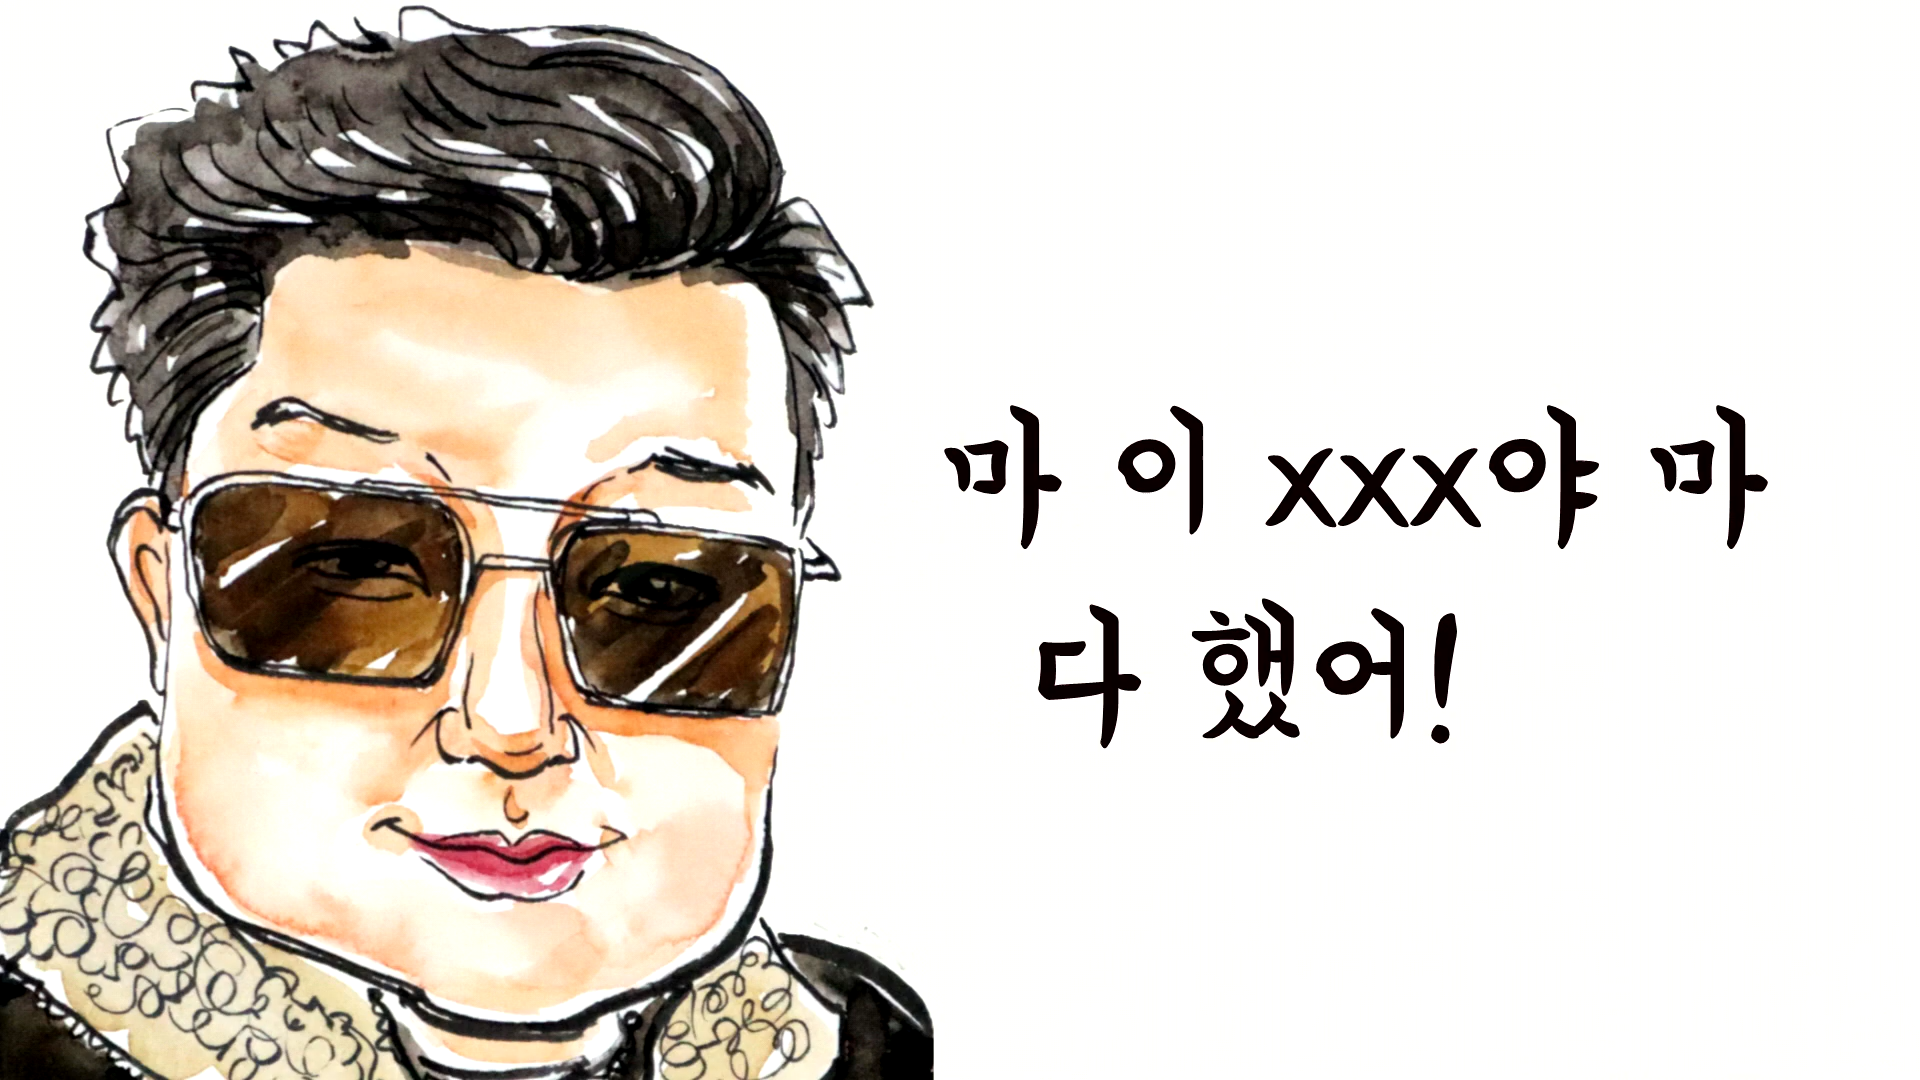 마 이 xxx야 마
다 했어!